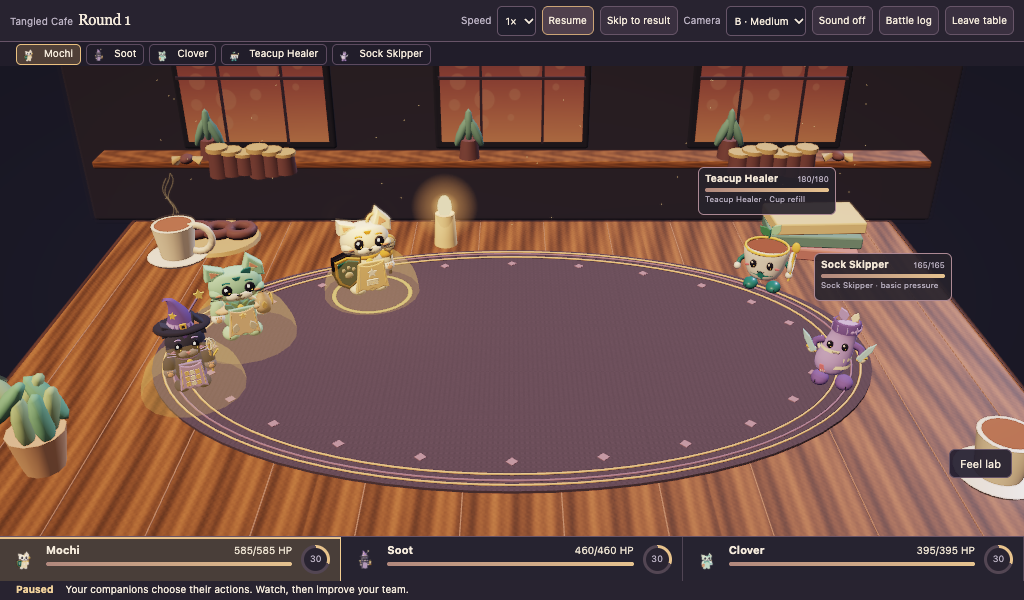 Tangled Cafe Round 1
Speed 1x Resume Skip to result Camera B · Medium Sound off Battle log Leave table
Mochi Soot Clover Teacup Healer Sock Skipper
Teacup Healer 180/180
Teacup Healer · Cup refill
Sock Skipper 165/165
Sock Skipper · basic pressure
Feel lab
Mochi 585/585 HP 30
Soot 460/460 HP 30
Clover 395/395 HP 30
Paused Your companions choose their actions. Watch, then improve your team.